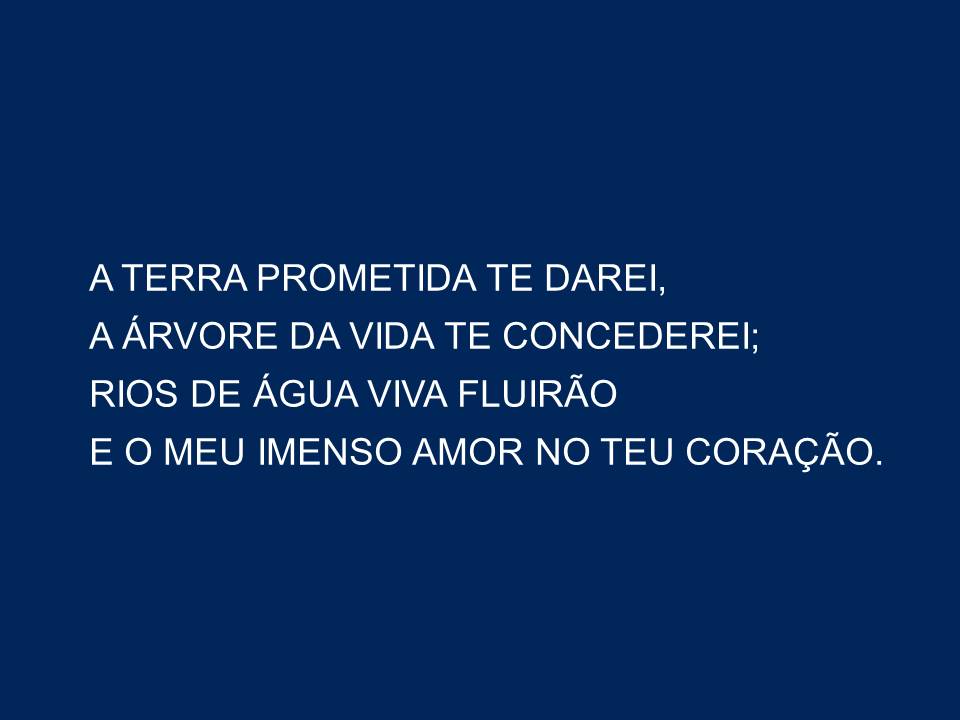 A TERRA PROMETIDA TE DAREI,
A ÁRVORE DA VIDA TE CONCEDEREI;
RIOS DE ÁGUA VIVA FLUIRÃO
E O MEU IMENSO AMOR NO TEU CORAÇÃO.